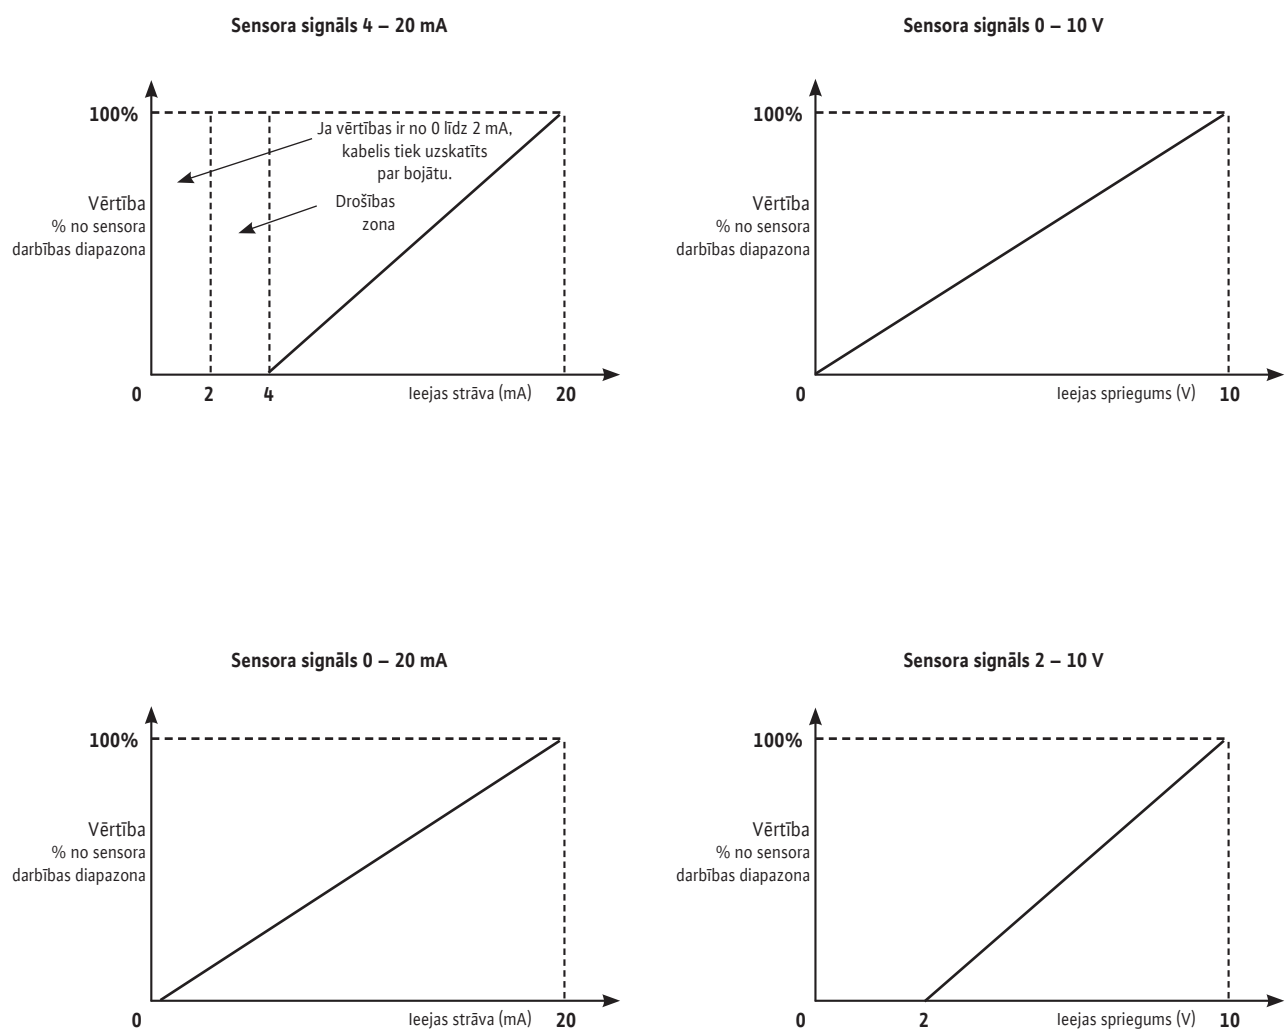 Sensora signāls 4 – 20 mA
100%
Ja vērtības ir no 0 līdz 2 mA,
kabelis tiek uzskatīts
par bojātu.
Drošības
zona
Vērtība
% no sensora
darbības diapazona
0
2
4
Ieejas strāva (mA)
20
Sensora signāls 0 – 10 V
100%
Vērtība
% no sensora
darbības diapazona
0
Ieejas spriegums (V)
10
Sensora signāls 0 – 20 mA
100%
Vērtība
% no sensora
darbības diapazona
0
Ieejas strāva (mA)
20
Sensora signāls 2 – 10 V
100%
Vērtība
% no sensora
darbības diapazona
0
2
Ieejas spriegums (V)
10